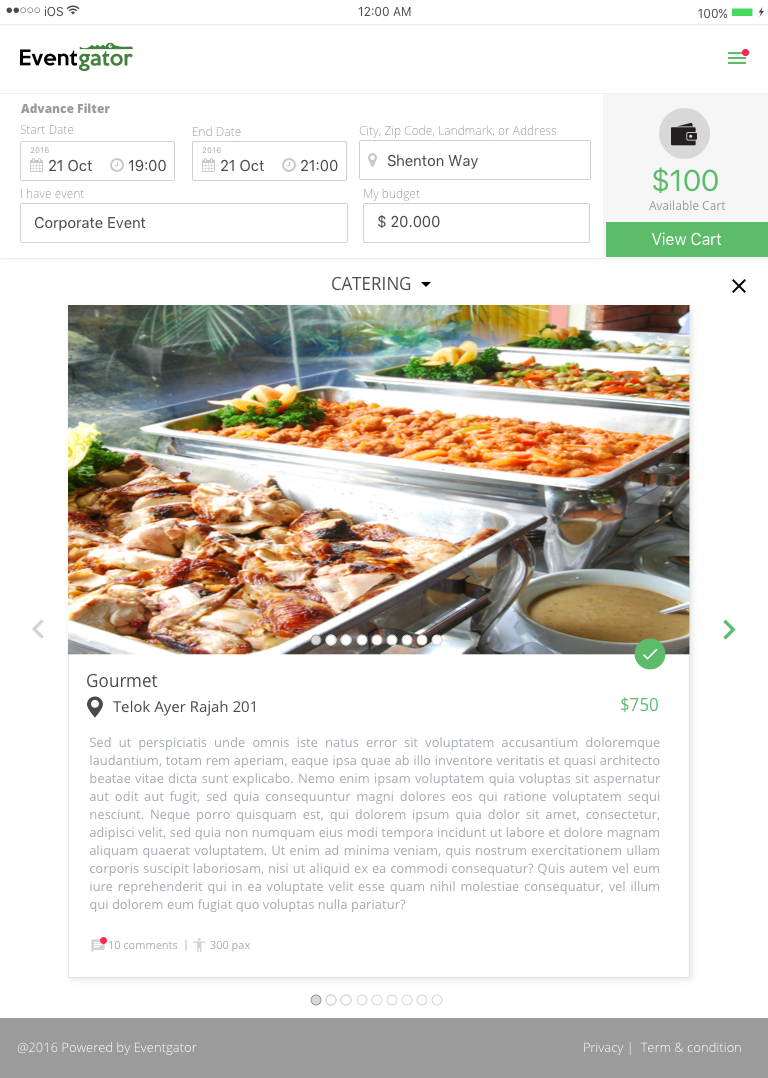 iOS
12:00 AM
100%
Eventgator
Advance Filter
Start Date
End Date
City, Zip Code, Landmark, or Address
2016
21 Oct
19:00
2016
21 Oct
21:00
Shenton Way
I have event
My budget
Corporate Event
$ 20.000
$100
Available Cart
View Cart
CATERING
Gourmet
Telok Ayer Rajah 201
$750
Sed ut perspiciatis unde omnis iste natus error sit voluptatem accusantium doloremque
laudantium, totam rem aperiam, eaque ipsa quae ab illo inventore veritatis et quasi architecto
beatae vitae dicta sunt explicabo. Nemo enim ipsam voluptatem quia voluptas sit aspernatur
aut odit aut fugit, sed quia consequuntur magni dolores eos qui ratione voluptatem sequi
nesciunt. Neque porro quisquam est, qui dolorem ipsum quia dolor sit amet, consectetur,
adipisci velit, sed quia non numquam eius modi tempora incidunt ut labore et dolore magnam
aliquam quaerat voluptatem. Ut enim ad minima veniam, quis nostrum exercitationem ullam
corporis suscipit laboriosam, nisi ut aliquid ex ea commodi consequatur? Quis autem vel eum
iure reprehenderit qui in ea voluptate velit esse quam nihil molestiae consequatur, vel illum
qui dolorem eum fugiat quo voluptas nulla pariatur?
10 comments | 300 pax
@2016 Powered by Eventgator
Privacy | Term & condition